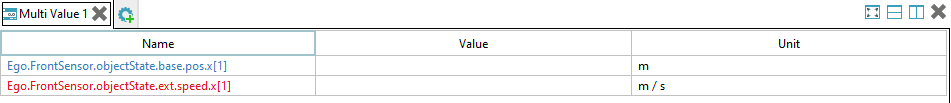 Multi Value 1
Name Value Unit
Ego.FrontSensor.objectState.base.pos.x[1] m
Ego.FrontSensor.objectState.ext.speed.x[1] m / s